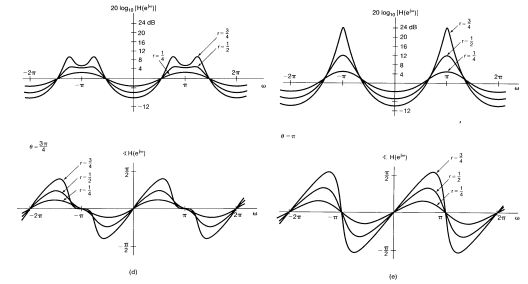 20 log₁₀ |H(e^jω)|
24 dB
20
16
12
8
4
r = 3/4
r = 1/2
r = 1/4
−2π
−π
π
2π
ω
−12
20 log₁₀ |H(e^jω)|
24 dB
20
16
12
8
4
r = 3/4
r = 1/2
r = 1/4
−2π
−π
π
2π
ω
−12
θ = 3π/4
∢ H(e^jω)
π/2
r = 3/4
r = 1/2
r = 1/4
−2π
−π
π
2π
ω
−π/2
(d)
θ = π
∢ H(e^jω)
π/2
r = 3/4
r = 1/2
r = 1/4
−2π
−π
π
2π
ω
−π/2
(e)